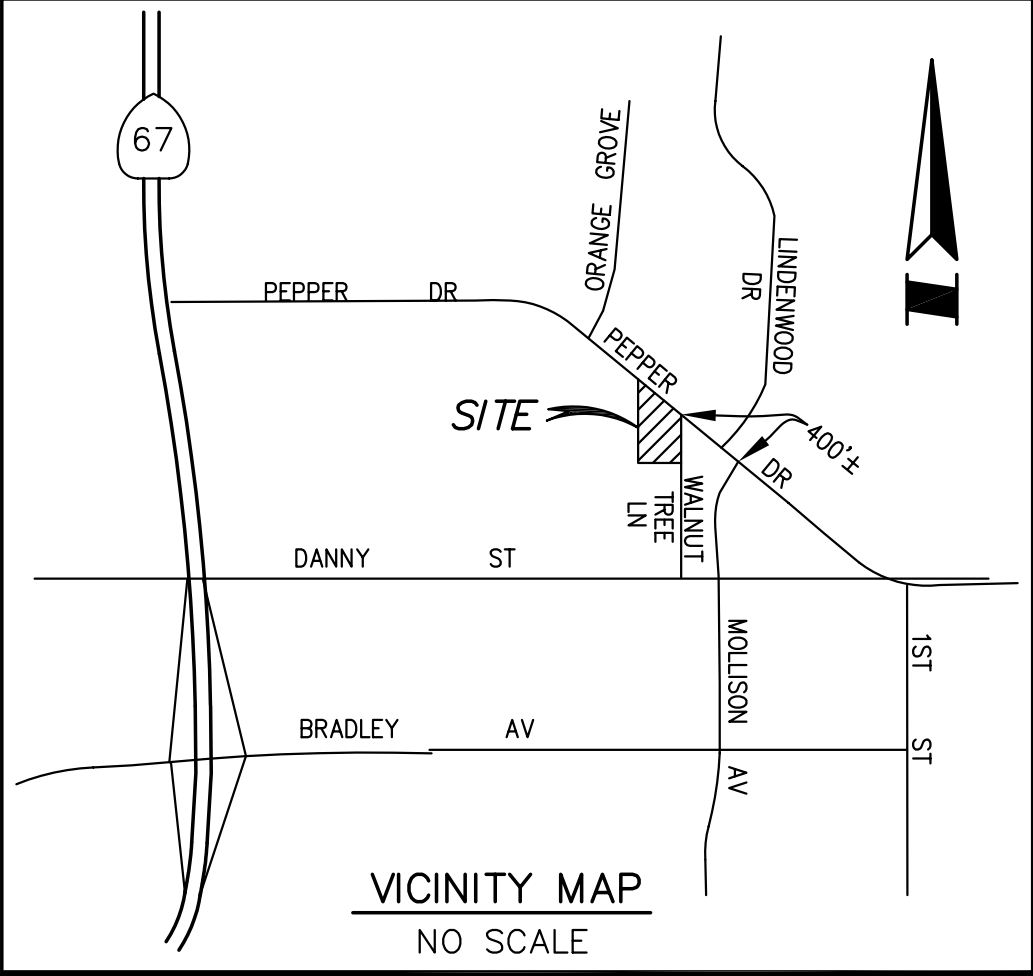 67
ORANGE GROVE
LINDENWOOD
DR
N
PEPPER DR
PEPPER
SITE
400'±
DR
WALNUT
TREE
LN
DANNY ST
MOLLISON
1ST
BRADLEY AV
AV
ST
VICINITY MAP
NO SCALE